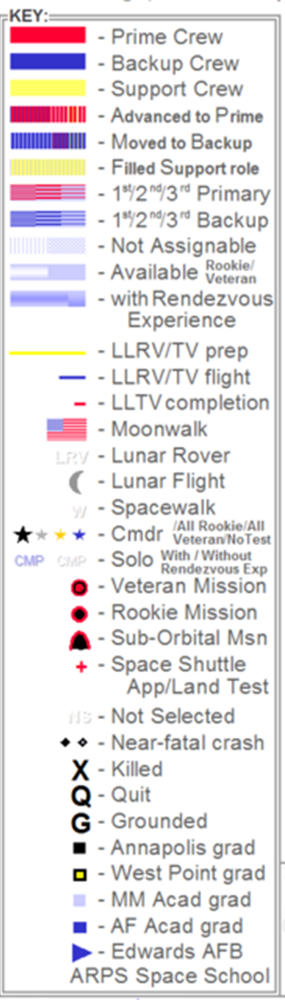 KEY:
- Prime Crew
- Backup Crew
- Support Crew
- Advanced to Prime
- Moved to Backup
- Filled Support role
- 1st/2nd/3rd Primary
- 1st/2nd/3rd Backup
- Not Assignable
- Available Rookie/
Veteran
- with Rendezvous
Experience
- LLRV/TV prep
- LLRV/TV flight
- LLTV completion
- Moonwalk
LRV - Lunar Rover
- Lunar Flight
W - Spacewalk
- Cmdr /All Rookie/All
Veteran/NoTest
CMP CMP - Solo With / Without
Rendezvous Exp
- Veteran Mission
- Rookie Mission
- Sub-Orbital Msn
+ - Space Shuttle
App/Land Test
NS - Not Selected
- Near-fatal crash
X - Killed
Q - Quit
G - Grounded
- Annapolis grad
- West Point grad
- MM Acad grad
- AF Acad grad
- Edwards AFB
ARPS Space School